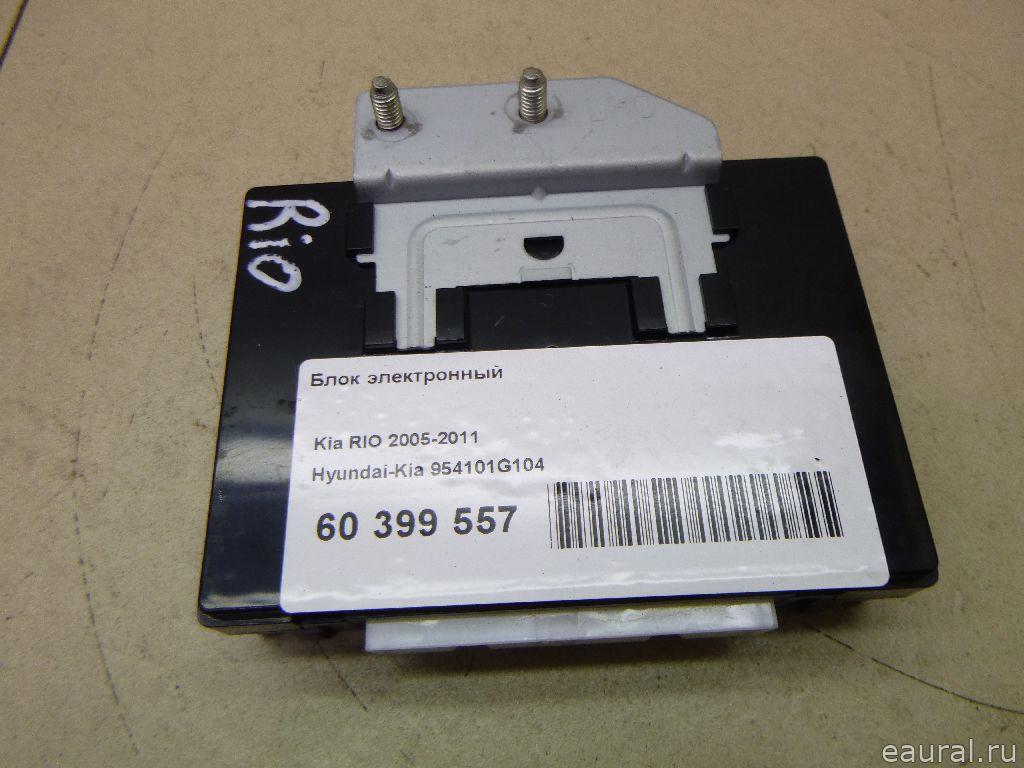 Rio
Блок электронный
Kia RIO 2005-2011
Hyundai-Kia 954101G104
60 399 557
eaural.ru